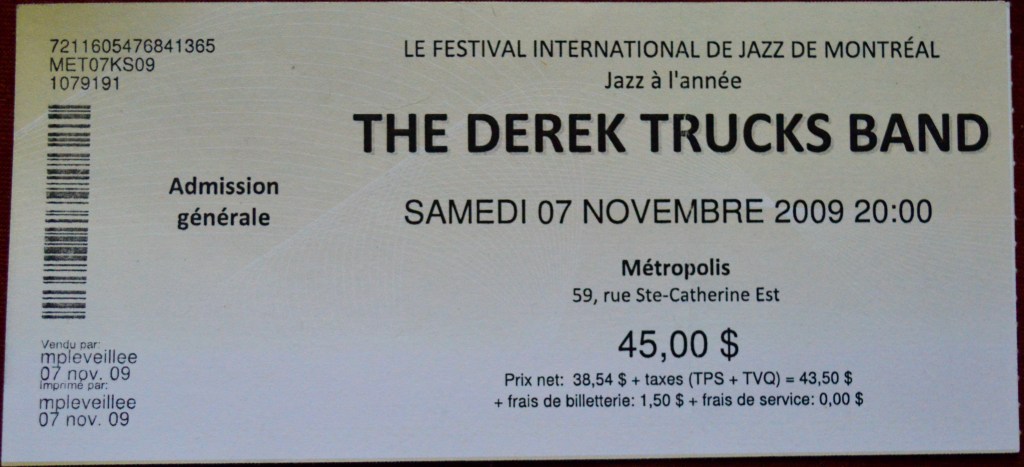 7211605476841365
MET07KS09
1079191
Admission
générale
Vendu par:
mpleveillee
07 nov. 09
Imprimé par:
mpleveillee
07 nov. 09
LE FESTIVAL INTERNATIONAL DE JAZZ DE MONTRÉAL
Jazz à l'année
THE DEREK TRUCKS BAND
SAMEDI 07 NOVEMBRE 2009 20:00
Métropolis
59, rue Ste-Catherine Est
45,00 $
Prix net: 38,54 $ + taxes (TPS + TVQ) = 43,50 $
+ frais de billetterie: 1,50 $ + frais de service: 0,00 $